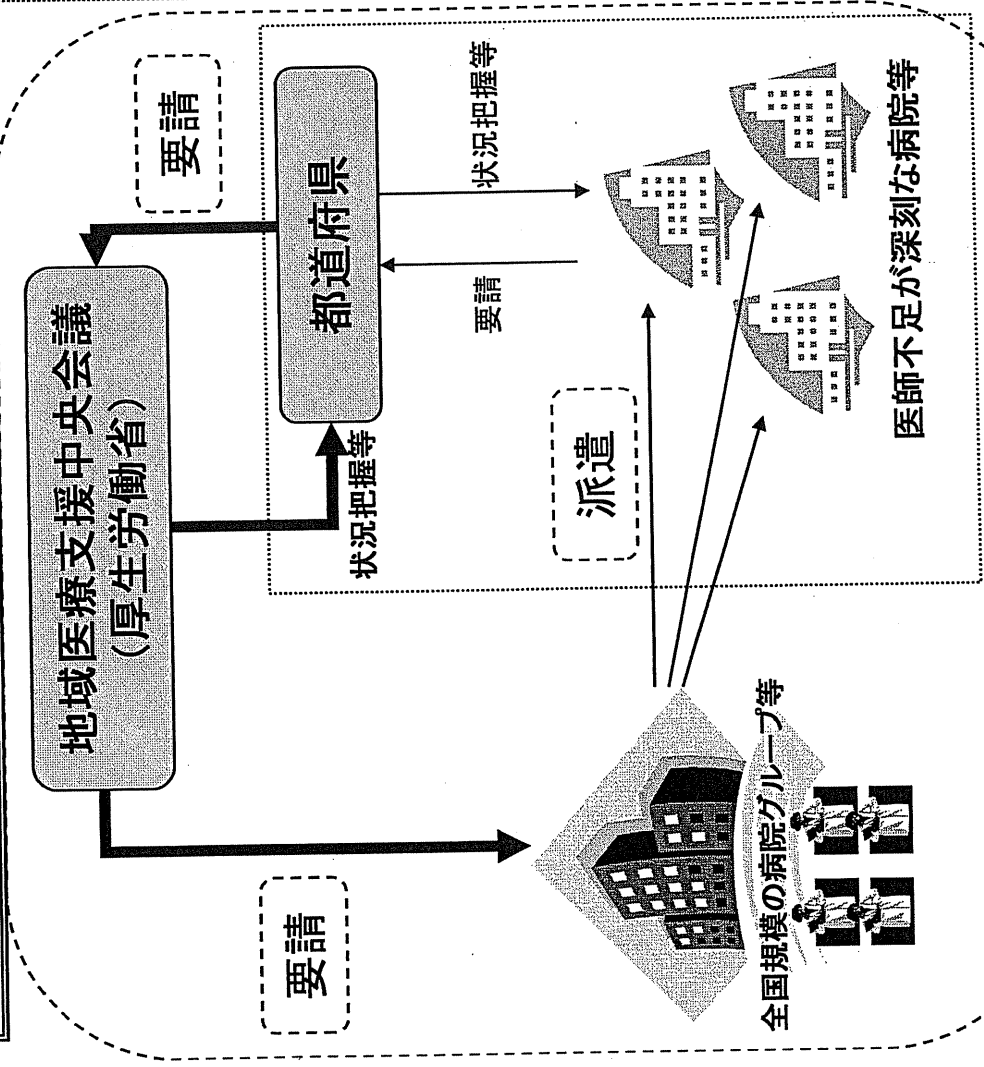 地域医療支援中央会議
（厚生労働省）
要請
要請
都道府県
状況把握等
状況把握等
要請
派遣
全国規模の病院グループ等
医師不足が深刻な病院等